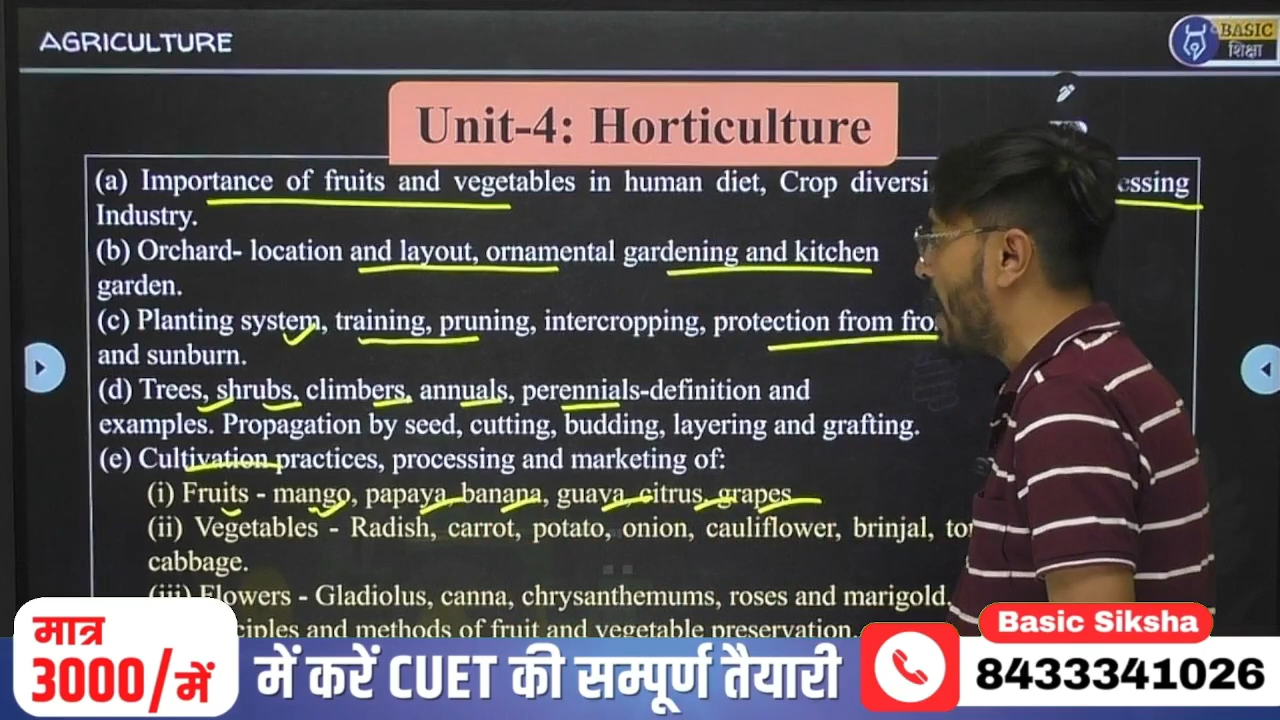 AGRICULTURE
BASIC
शिक्षा
Unit-4: Horticulture
(a) Importance of fruits and vegetables in human diet, Crop diversi essing
Industry.
(b) Orchard- location and layout, ornamental gardening and kitchen
garden.
(c) Planting system, training, pruning, intercropping, protection from fro
and sunburn.
(d) Trees, shrubs, climbers, annuals, perennials-definition and
examples. Propagation by seed, cutting, budding, layering and grafting.
(e) Cultivation practices, processing and marketing of:
(i) Fruits - mango, papaya, banana, guava, citrus, grapes
(ii) Vegetables - Radish, carrot, potato, onion, cauliflower, brinjal, to
cabbage.
(iii) Flowers - Gladiolus, canna, chrysanthemums, roses and marigold.
ciples and methods of fruit and vegetable preservation.
मात्र
3000/में
में करें CUET की सम्पूर्ण तैयारी
Basic Siksha
8433341026